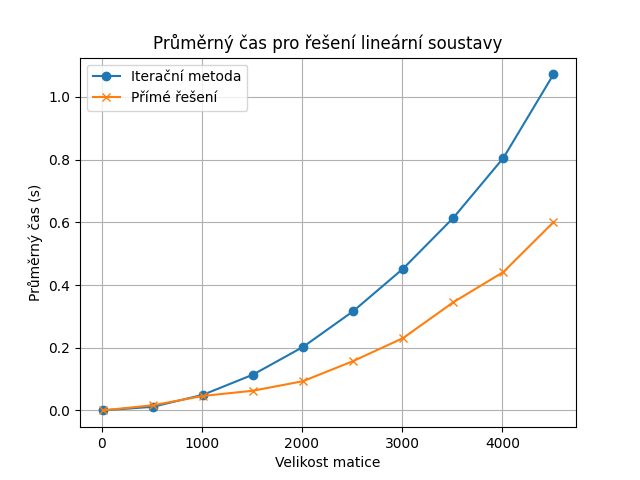 Průměrný čas pro řešení lineární soustavy
Iterační metoda
Přímé řešení
Průměrný čas (s)
1.0
0.8
0.6
0.4
0.2
0.0
0 1000 2000 3000 4000
Velikost matice